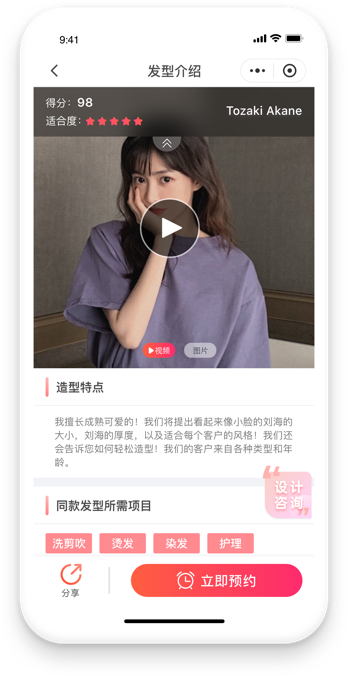 9:41
发型介绍
得分：98
Tozaki Akane
适合度：
视频
图片
造型特点
我擅长成熟可爱的！我们将提出看起来像小脸的刘海的
大小，刘海的厚度，以及适合每个客户的风格！我们还
会告诉您如何轻松造型！我们的客户来自各种类型和年
龄。
设计
咨询
同款发型所需项目
洗剪吹
烫发
染发
护理
分享
立即预约